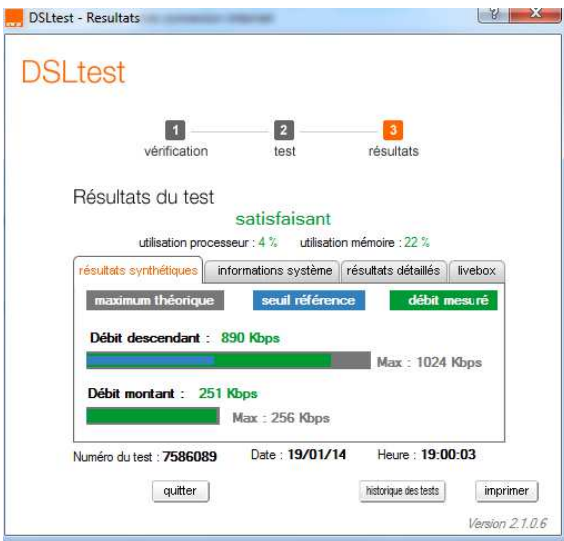 DSLtest - Resultats
DSLtest
1 2 3
vérification test résultats
Résultats du test
satisfaisant
utilisation processeur : 4 % utilisation mémoire : 22 %
résultats synthétiques informations système résultats détaillés livebox
maximum théorique seuil référence débit mesuré
Débit descendant : 890 Kbps
Max : 1024 Kbps
Débit montant : 251 Kbps
Max : 256 Kbps
Numéro du test : 7586089 Date : 19/01/14 Heure : 19:00:03
quitter historique des tests imprimer
Version 2.1.0.6